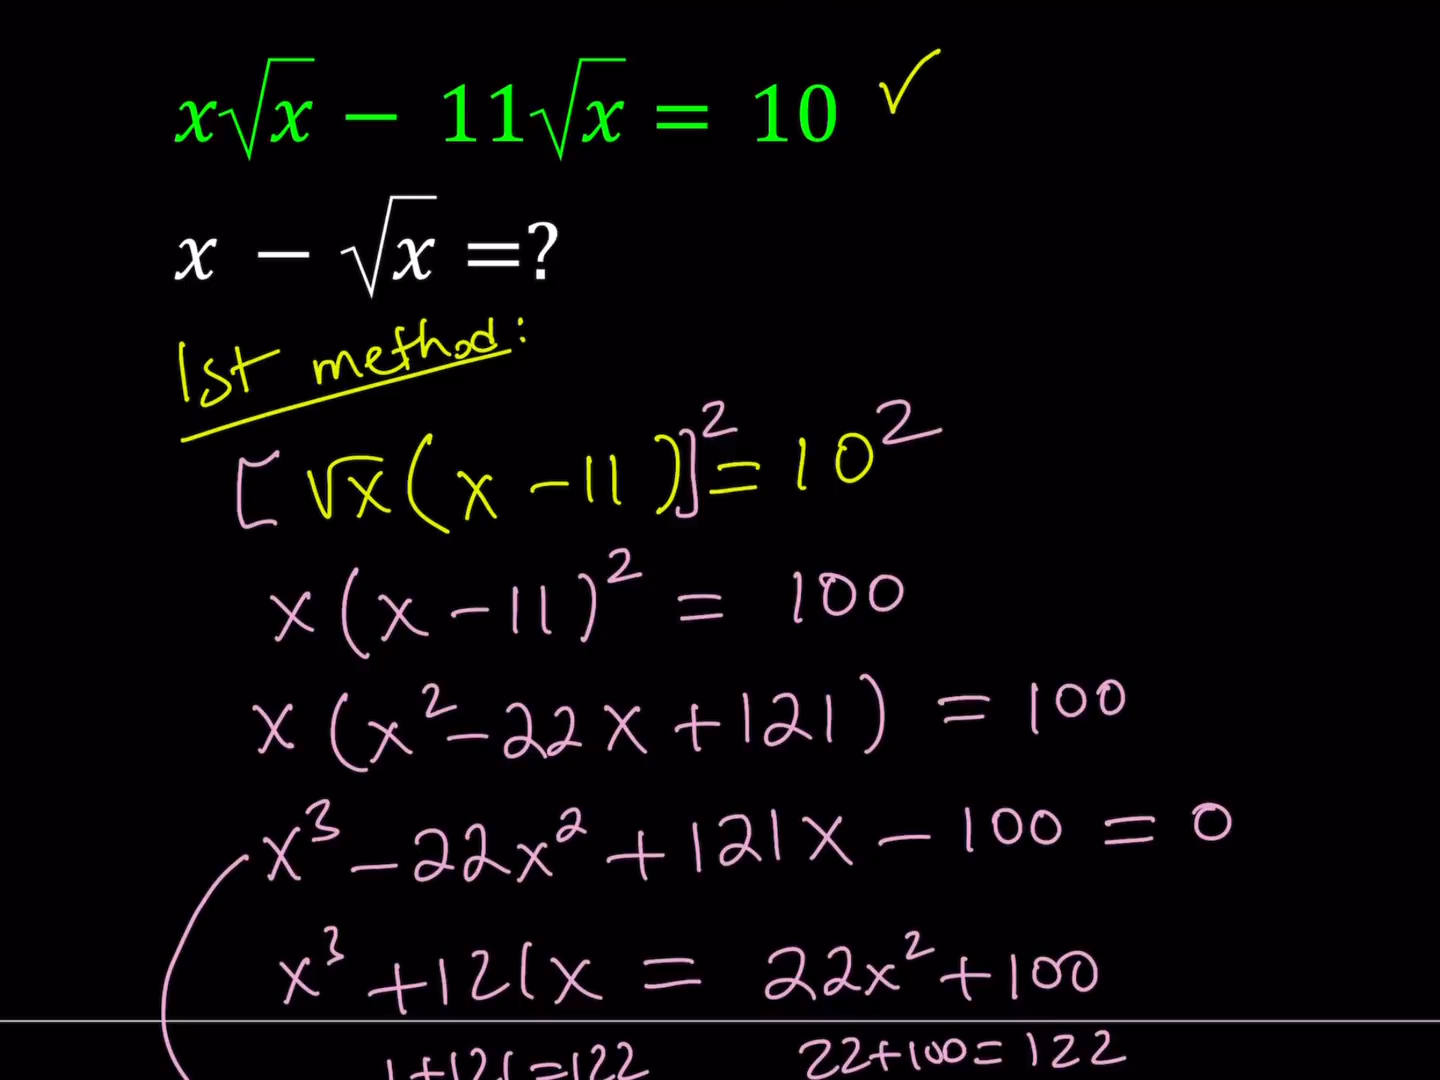 x√x − 11√x = 10 ✓
x − √x =?
1st method:
[√x(x−11)]²=10²
x(x−11)² = 100
x(x²−22x+121) = 100
x³−22x²+121x−100=0
x³+121x = 22x²+100
1+121=122 22+100=122